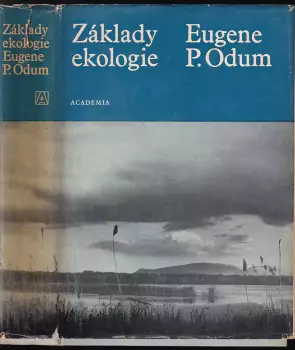 Základy
ekologie
Eugene
P. Odum
Základy
ekologie
Eugene
P. Odum
ACADEMIA